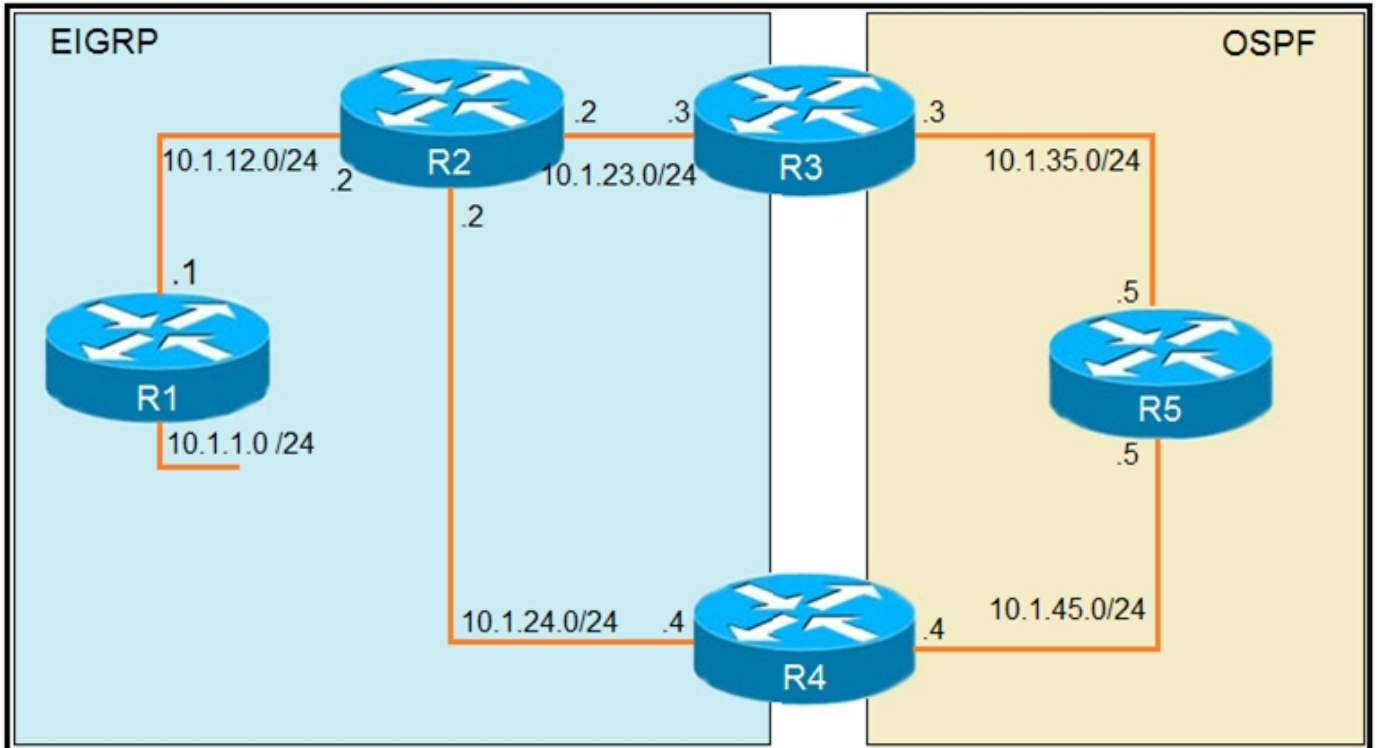 EIGRP
OSPF
.2
.3
.3
R2
R3
10.1.12.0/24
.2
10.1.23.0/24
10.1.35.0/24
.2
.1
.5
R1
R5
10.1.1.0 /24
.5
10.1.24.0/24
.4
10.1.45.0/24
.4
R4